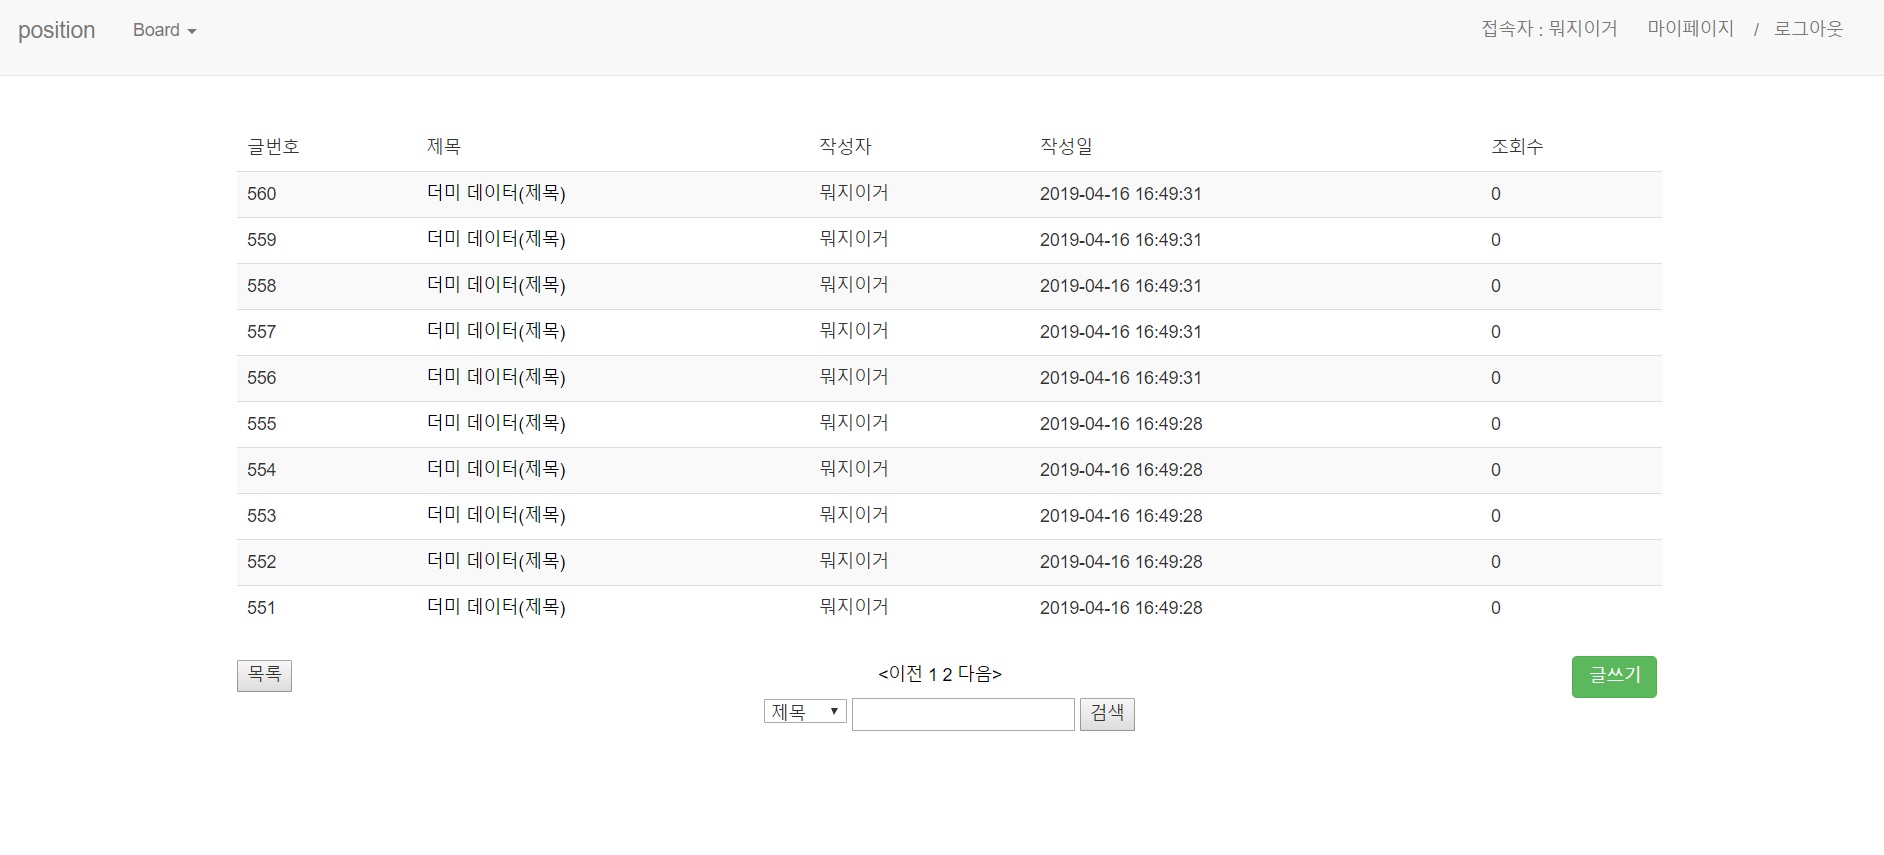 position Board 접속자 : 뭐지이거 마이페이지 / 로그아웃
글번호 제목 작성자 작성일 조회수
560 더미 데이터(제목) 뭐지이거 2019-04-16 16:49:31 0
559 더미 데이터(제목) 뭐지이거 2019-04-16 16:49:31 0
558 더미 데이터(제목) 뭐지이거 2019-04-16 16:49:31 0
557 더미 데이터(제목) 뭐지이거 2019-04-16 16:49:31 0
556 더미 데이터(제목) 뭐지이거 2019-04-16 16:49:31 0
555 더미 데이터(제목) 뭐지이거 2019-04-16 16:49:28 0
554 더미 데이터(제목) 뭐지이거 2019-04-16 16:49:28 0
553 더미 데이터(제목) 뭐지이거 2019-04-16 16:49:28 0
552 더미 데이터(제목) 뭐지이거 2019-04-16 16:49:28 0
551 더미 데이터(제목) 뭐지이거 2019-04-16 16:49:28 0
목록 <이전 1 2 다음> 글쓰기
제목 검색